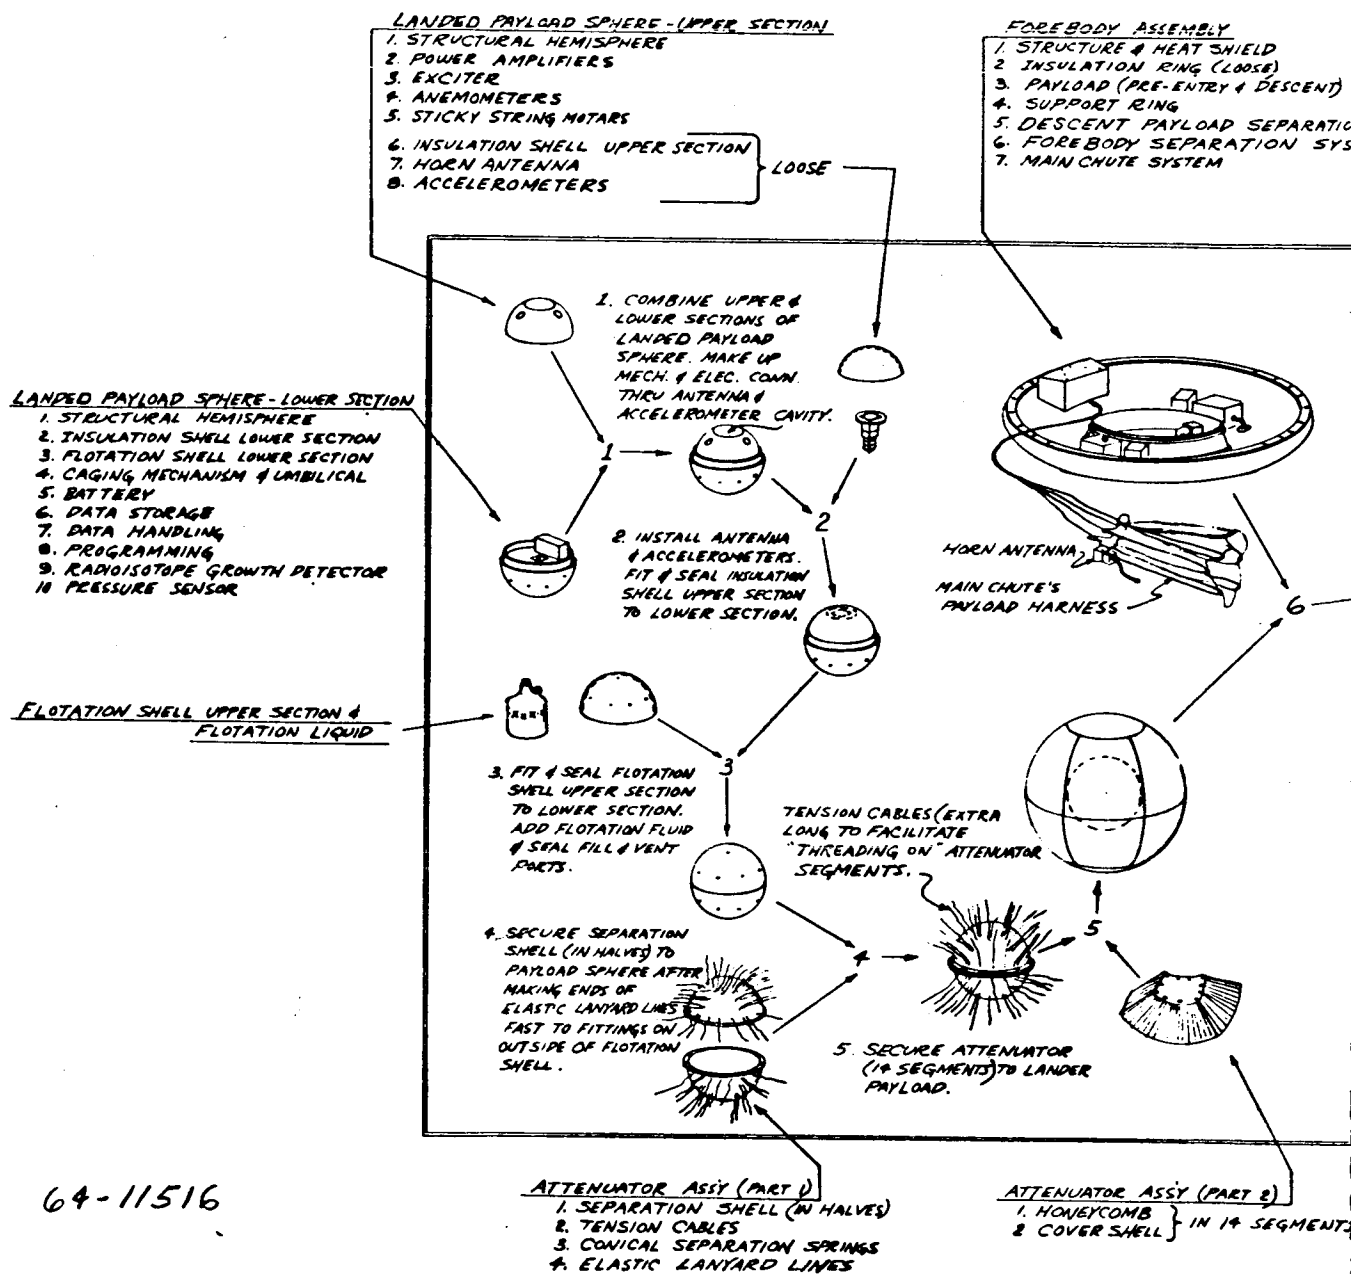 LANDED PAYLOAD SPHERE - UPPER SECTION
1. STRUCTURAL HEMISPHERE
2. POWER AMPLIFIERS
3. EXCITER
4. ANEMOMETERS
5. STICKY STRING MOTARS
6. INSULATION SHELL UPPER SECTION
7. HORN ANTENNA
8. ACCELEROMETERS
LOOSE
FOREBODY ASSEMBLY
1. STRUCTURE & HEAT SHIELD
2 INSULATION RING (LOOSE)
3. PAYLOAD (PRE-ENTRY & DESCENT)
4. SUPPORT RING
5. DESCENT PAYLOAD SEPARATIO
6. FOREBODY SEPARATION SYS
7. MAIN CHUTE SYSTEM
1. COMBINE UPPER &
LOWER SECTIONS OF
LANDED PAYLOAD
SPHERE. MAKE UP
MECH. & ELEC. CONN.
THRU ANTENNA &
ACCELEROMETER CAVITY.
LANDED PAYLOAD SPHERE - LOWER SECTION
1. STRUCTURAL HEMISPHERE
2. INSULATION SHELL LOWER SECTION
3. FLOTATION SHELL LOWER SECTION
4. CAGING MECHANISM & UMBILICAL
5. BATTERY
6. DATA STORAGE
7. DATA HANDLING
8. PROGRAMMING
9. RADIOISOTOPE GROWTH DETECTOR
10 PRESSURE SENSOR
1
2
2. INSTALL ANTENNA
& ACCELEROMETERS.
FIT & SEAL INSULATION
SHELL UPPER SECTION
TO LOWER SECTION.
HORN ANTENNA
MAIN CHUTE'S
PAYLOAD HARNESS
6
FLOTATION SHELL UPPER SECTION &
FLOTATION LIQUID
3
3. FIT & SEAL FLOTATION
SHELL UPPER SECTION
TO LOWER SECTION.
ADD FLOTATION FLUID
& SEAL FILL & VENT
PORTS.
TENSION CABLES (EXTRA
LONG TO FACILITATE
"THREADING ON" ATTENUATOR
SEGMENTS.
4. SECURE SEPARATION
SHELL (IN HALVES) TO
PAYLOAD SPHERE AFTER
MAKING ENDS OF
ELASTIC LANYARD LINES
FAST TO FITTINGS ON
OUTSIDE OF FLOTATION
SHELL.
4
5
5. SECURE ATTENUATOR
(14 SEGMENTS) TO LANDER
PAYLOAD.
64-11516
ATTENUATOR ASSY (PART 1)
1. SEPARATION SHELL (IN HALVES)
2. TENSION CABLES
3. CONICAL SEPARATION SPRINGS
4. ELASTIC LANYARD LINES
ATTENUATOR ASSY (PART 2)
1. HONEYCOMB
2 COVER SHELL
IN 14 SEGMENTS